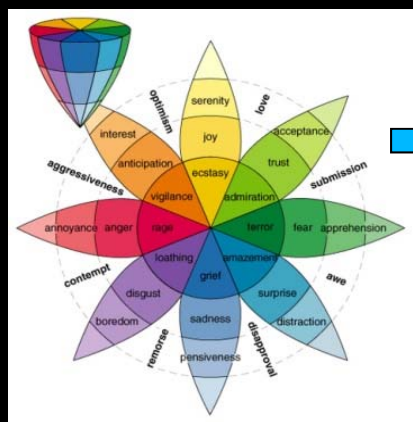 serenity
interest
optimism
joy
love
acceptance
anticipation
trust
aggressiveness
ecstasy
submission
vigilance
admiration
annoyance
anger
rage
terror
fear
apprehension
loathing
amazement
contempt
grief
awe
disgust
surprise
boredom
sadness
distraction
remorse
disapproval
pensiveness